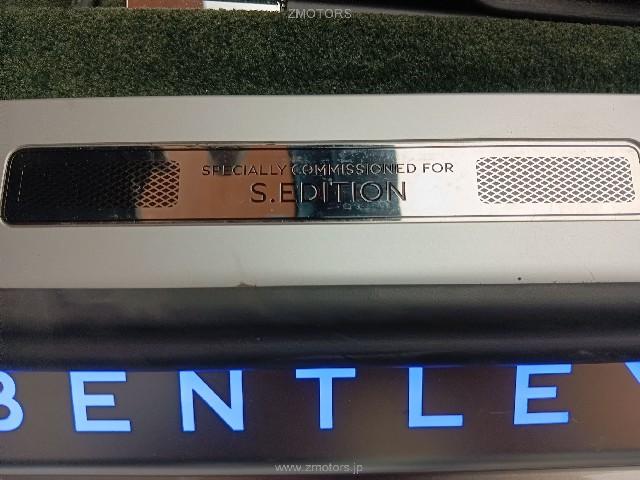 ZMOTORS
SPECIALLY COMMISSIONED FOR
S.EDITION
BENTLEY
www.zmotors.jp